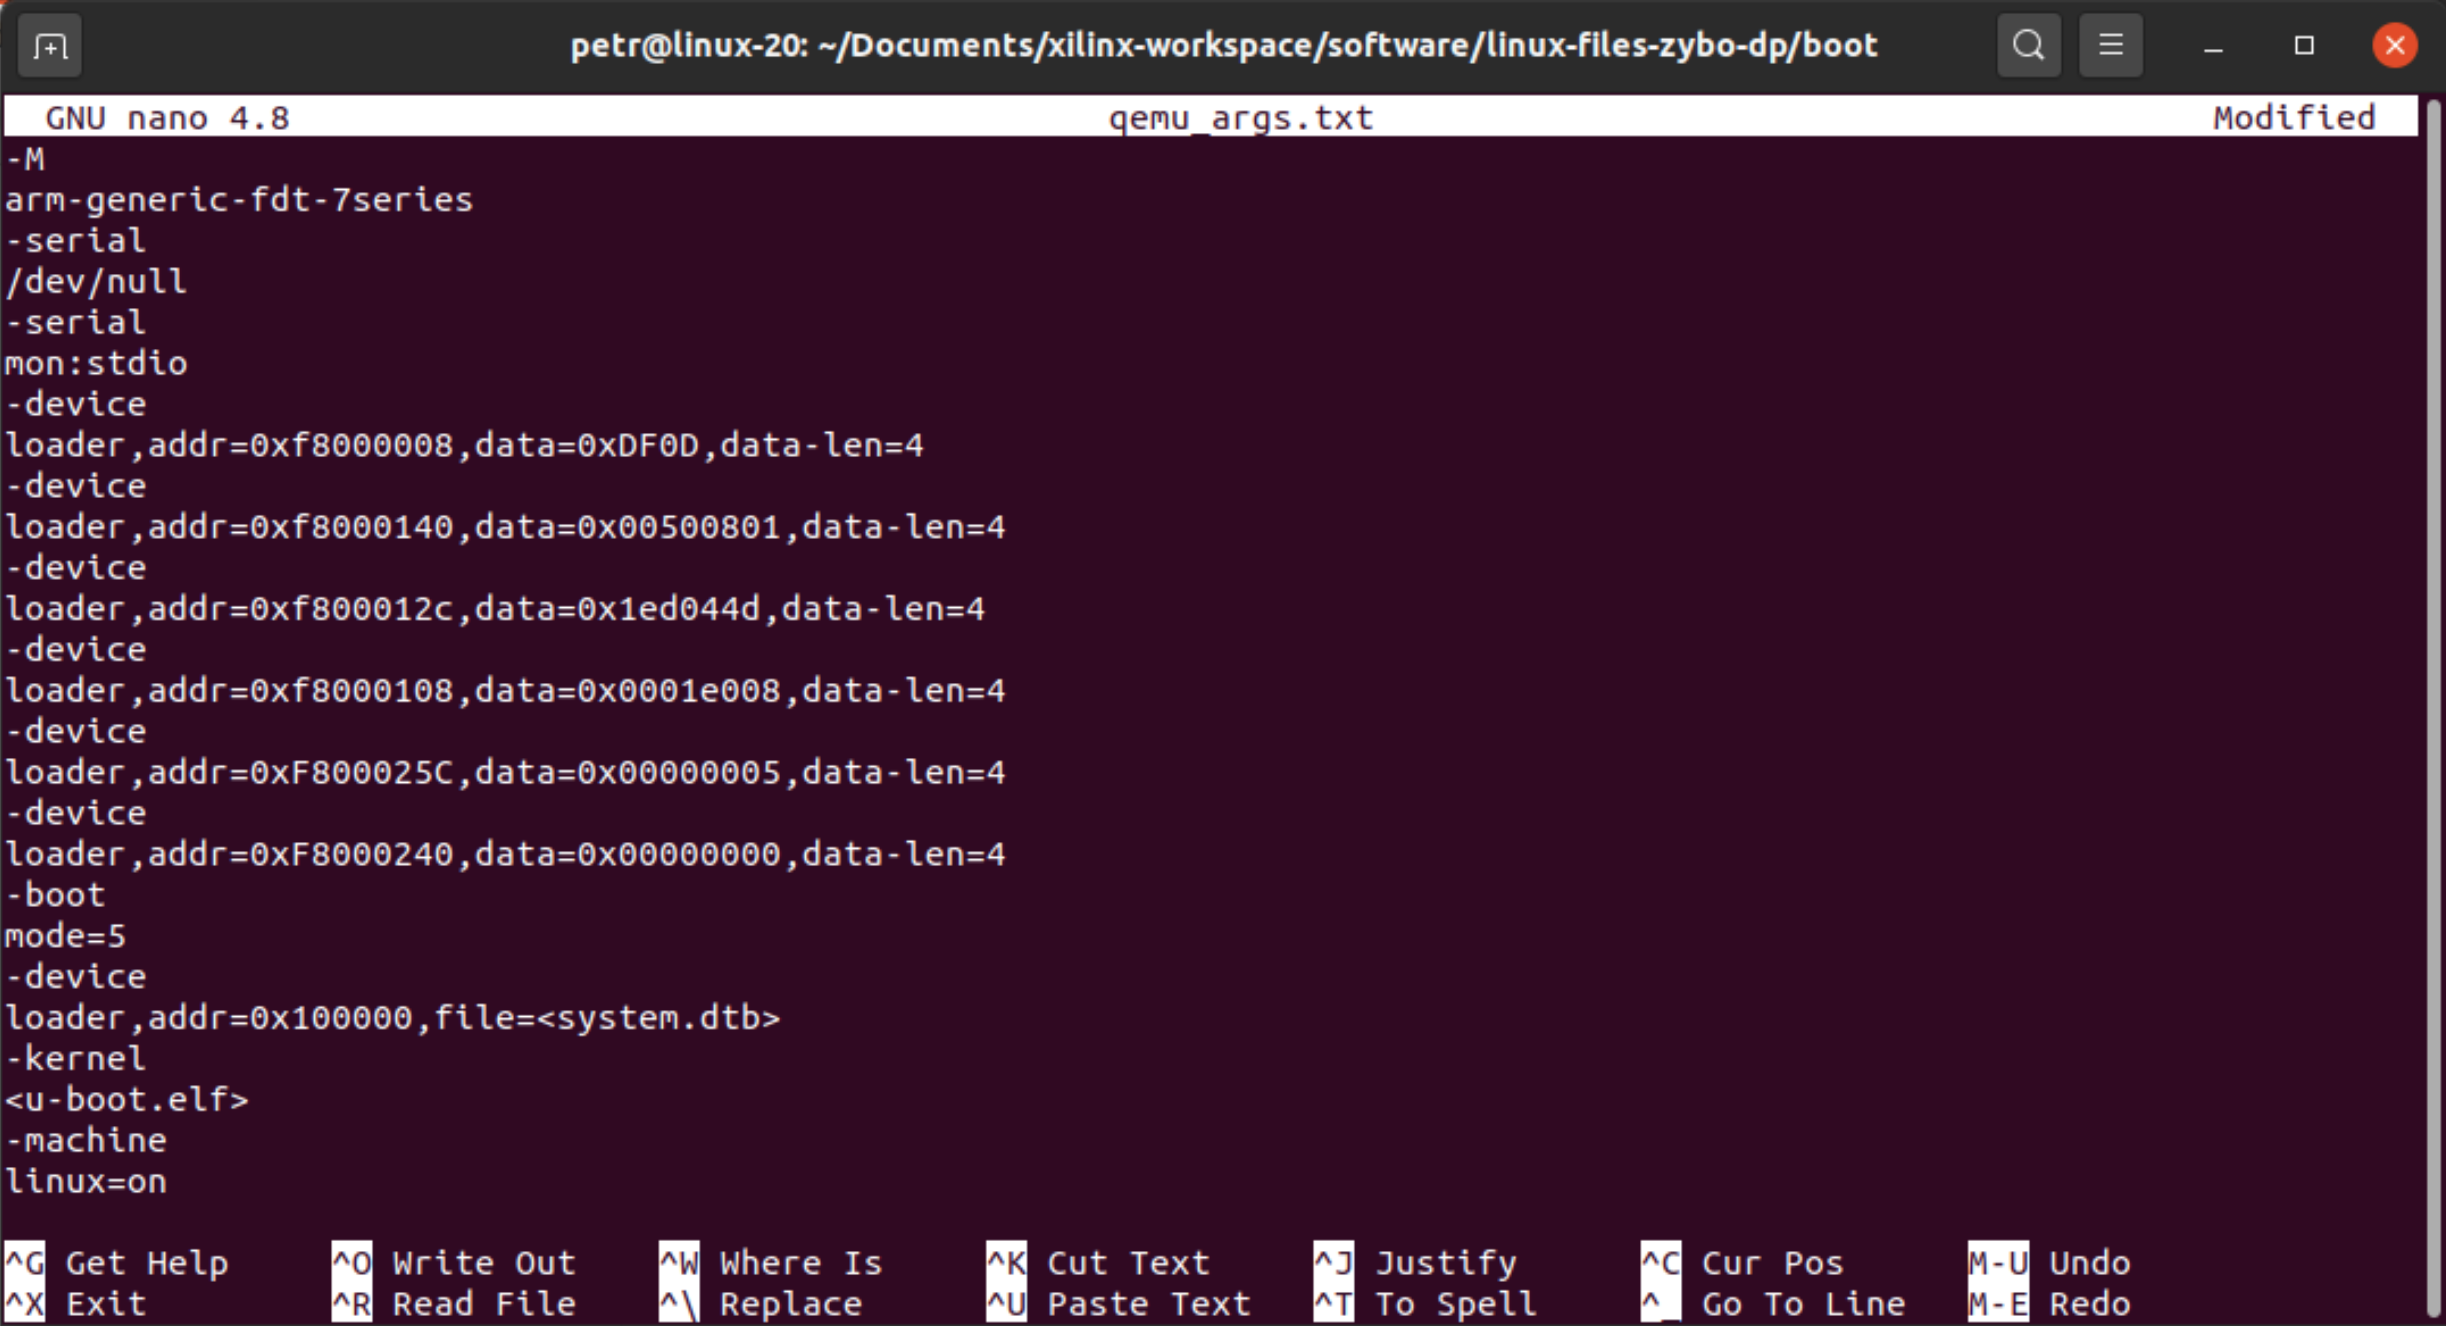 petr@linux-20: ~/Documents/xilinx-workspace/software/linux-files-zybo-dp/boot
GNU nano 4.8 qemu_args.txt Modified
-M
arm-generic-fdt-7series
-serial
/dev/null
-serial
mon:stdio
-device
loader,addr=0xf8000008,data=0xDF0D,data-len=4
-device
loader,addr=0xf8000140,data=0x00500801,data-len=4
-device
loader,addr=0xf800012c,data=0x1ed044d,data-len=4
-device
loader,addr=0xf8000108,data=0x0001e008,data-len=4
-device
loader,addr=0xF800025C,data=0x00000005,data-len=4
-device
loader,addr=0xF8000240,data=0x00000000,data-len=4
-boot
mode=5
-device
loader,addr=0x100000,file=<system.dtb>
-kernel
<u-boot.elf>
-machine
linux=on
^G Get Help ^O Write Out ^W Where Is ^K Cut Text ^J Justify ^C Cur Pos M-U Undo
^X Exit ^R Read File ^\ Replace ^U Paste Text ^T To Spell ^_ Go To Line M-E Redo